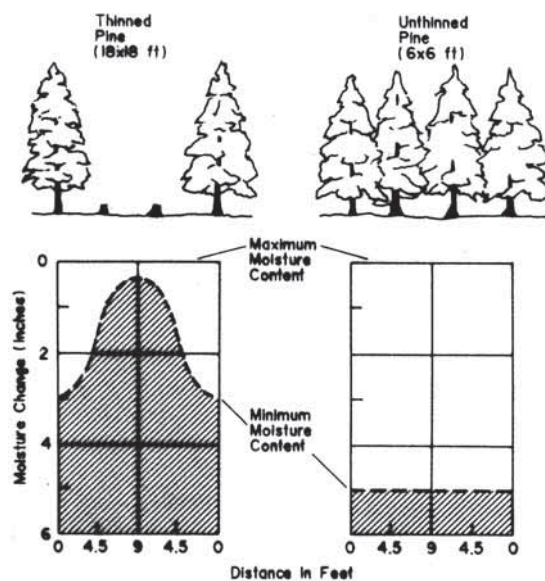 Thinned
Pine
(18x18 ft)
Unthinned
Pine
(6x6 ft)
Maximum
Moisture
Content
Minimum
Moisture
Content
Moisture Change (inches)
0
2
4
6
0 4.5 9 4.5 0
0 4.5 9 4.5 0
Distance in Feet